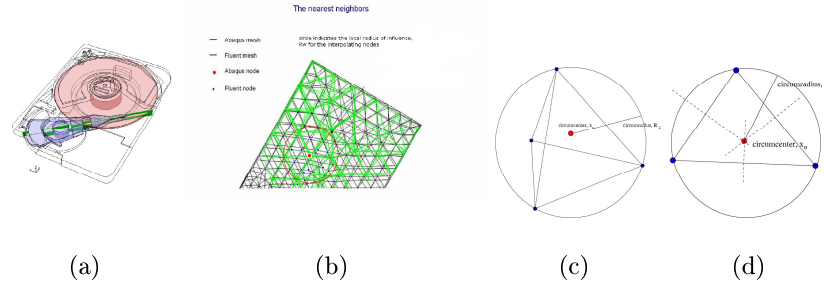 The nearest neighbors
Abaqus mesh
Fluent mesh
Abaqus node
Fluent node
circle indicates the local radius of influence,
Rw for the interpolating nodes
circumcenter, x
circumradius, R
circumradius,
circumcenter, x₀
(a)
(b)
(c)
(d)